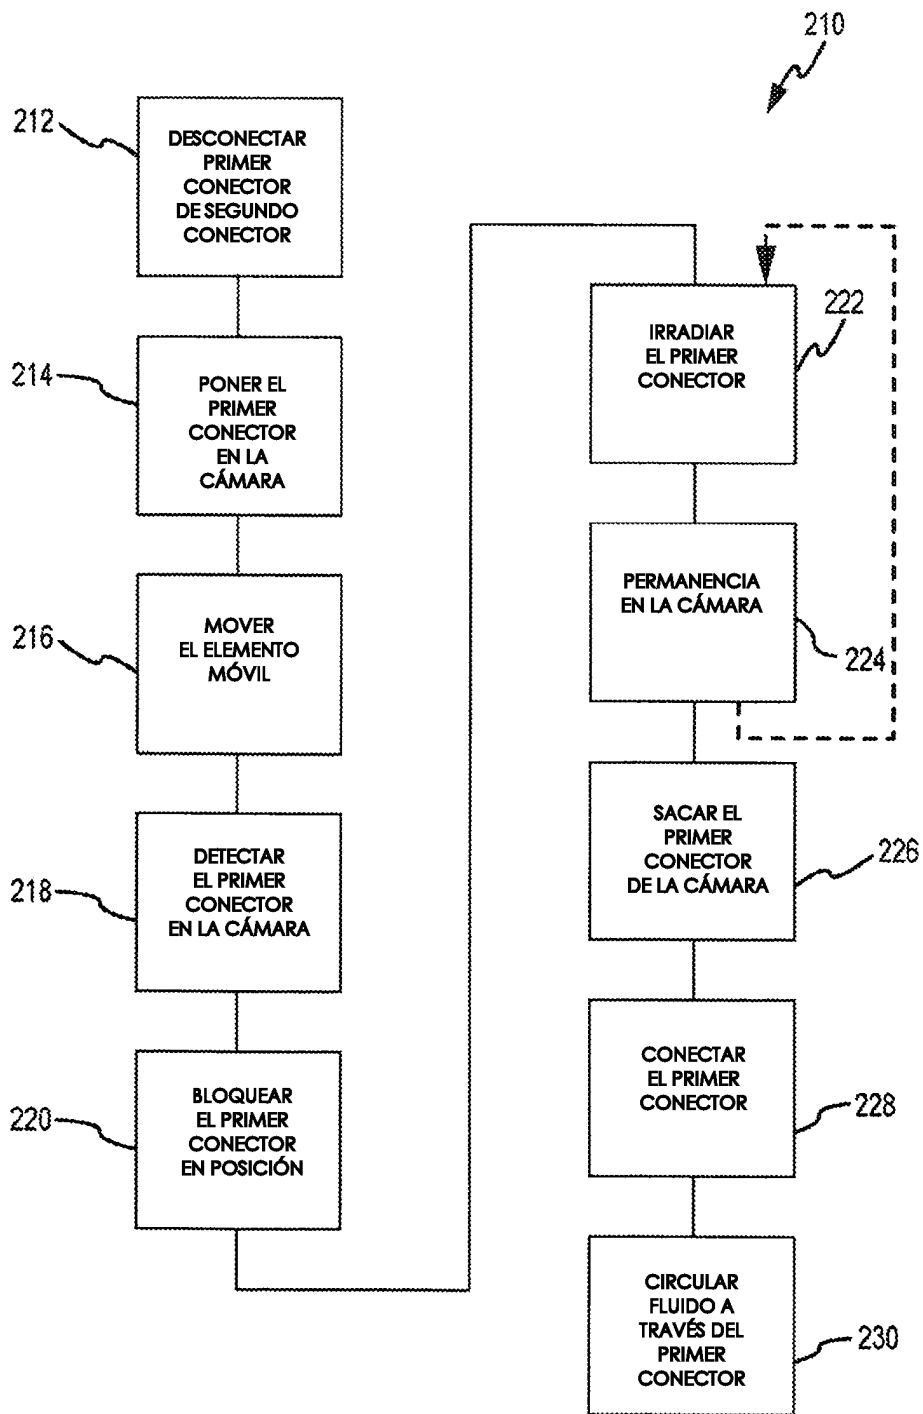 210
212
DESCONECTAR
PRIMER
CONECTOR
DE SEGUNDO
CONECTOR
214
PONER EL
PRIMER
CONECTOR
EN LA
CÁMARA
216
MOVER
EL ELEMENTO
MÓVIL
218
DETECTAR
EL PRIMER
CONECTOR
EN LA CÁMARA
220
BLOQUEAR
EL PRIMER
CONECTOR
EN POSICIÓN
222
IRRADIAR
EL PRIMER
CONECTOR
224
PERMANENCIA
EN LA CÁMARA
226
SACAR EL
PRIMER
CONECTOR
DE LA CÁMARA
228
CONECTAR
EL PRIMER
CONECTOR
230
CIRCULAR
FLUIDO A
TRAVÉS DEL
PRIMER
CONECTOR